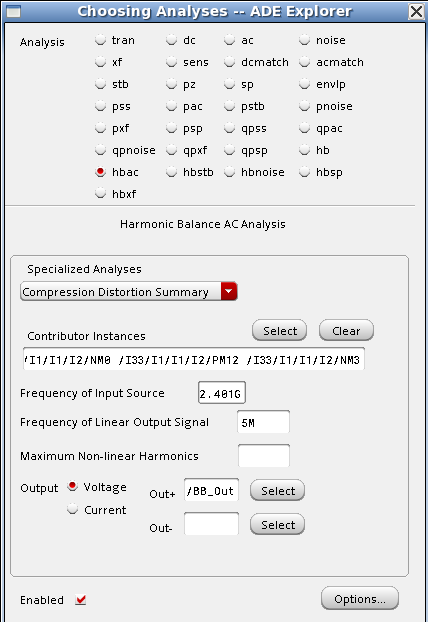 Choosing Analyses -- ADE Explorer
Analysis tran dc ac noise
xf sens dcmatch acmatch
stb pz sp envlp
pss pac pstb pnoise
pxf psp qpss qpac
qpnoise qpxf qpsp hb
hbac hbstb hbnoise hbsp
hbxf
Harmonic Balance AC Analysis
Specialized Analyses
Compression Distortion Summary
Contributor Instances Select Clear
/I1/I1/I2/NM0 /I33/I1/I1/I2/PM12 /I33/I1/I1/I2/NM3
Frequency of Input Source 2.401G
Frequency of Linear Output Signal 5M
Maximum Non-linear Harmonics
Output Voltage Out+ /BB_Out Select
Current Out- Select
Enabled Options...